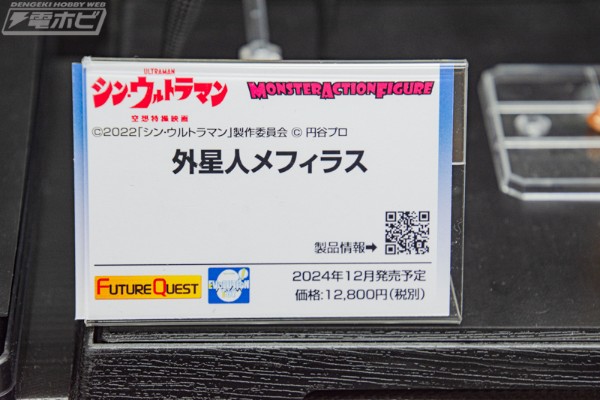 DENGEKI HOBBY WEB
電ホビ
ULTRAMAN
シン・ウルトラマン
空想特撮映画
MONSTERACTIONFIGURE
©2022「シン・ウルトラマン」製作委員会 © 円谷プロ
外星人メフィラス
製品情報→
FUTURE QUEST
2024年12月発売予定
価格:12,800円(税別)